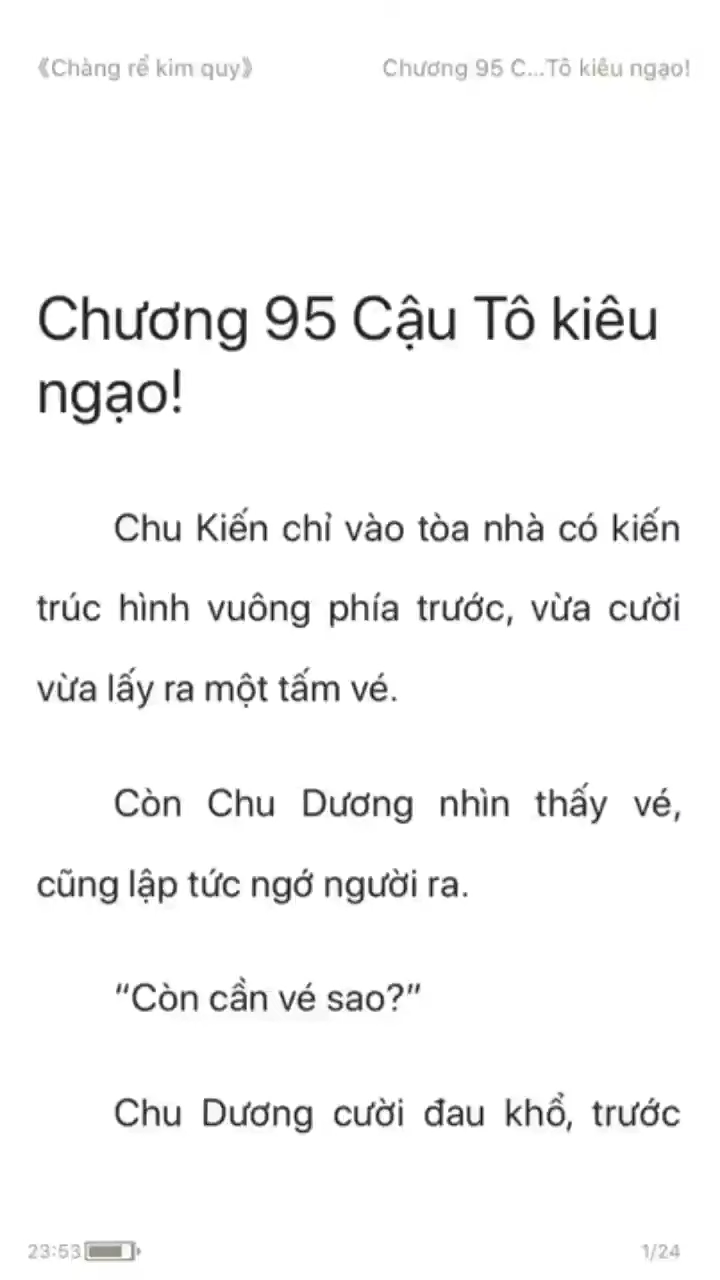 《Chàng rể kim quy》
Chương 95 C...Tô kiêu ngạo!
Chương 95 Cậu Tô kiêu
ngạo!
Chu Kiến chỉ vào tòa nhà có kiến
trúc hình vuông phía trước, vừa cười
vừa lấy ra một tấm vé.
Còn Chu Dương nhìn thấy vé,
cũng lập tức ngớ người ra.
“Còn cần vé sao?”
Chu Dương cười đau khổ, trước
23:53
1/24